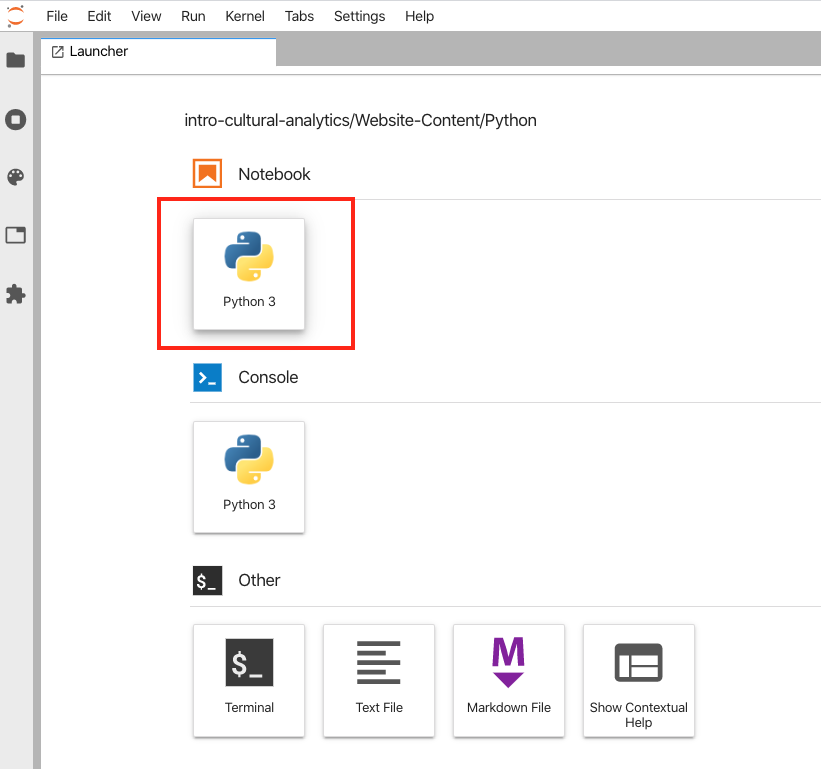 File Edit View Run Kernel Tabs Settings Help
Launcher
intro-cultural-analytics/Website-Content/Python
Notebook
Python 3
Console
Python 3
$_ Other
$_
Terminal Text File Markdown File Show Contextual
Help